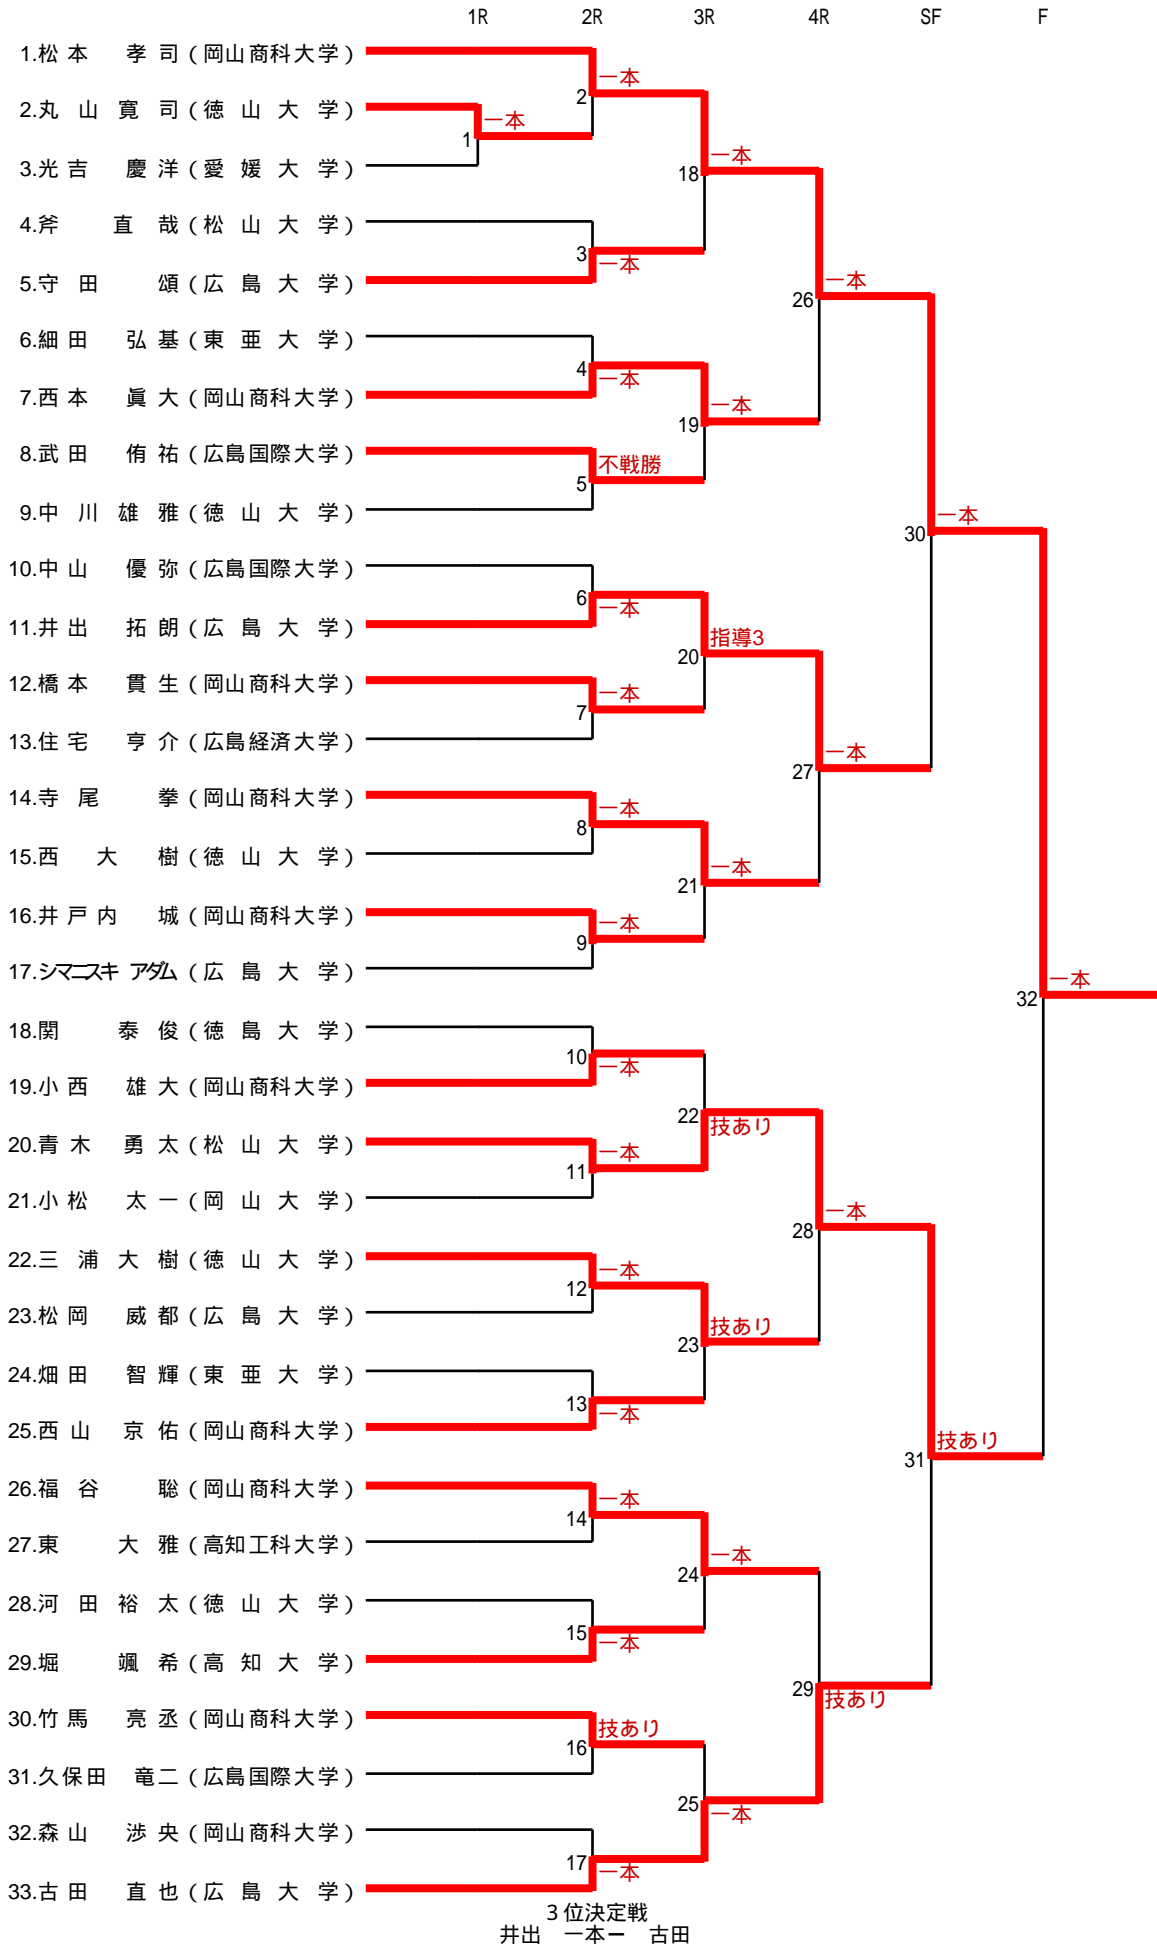 1R 2R 3R 4R SF F
1.松本 孝司(岡山商科大学)
一本
2
2.丸山寛司(徳山大学)
一本
1
一本
18
3.光吉 慶洋(愛媛大学)
4.斧 直哉(松山大学)
3
一本
5.守田 頌(広島大学)
一本
26
6.細田 弘基(東亜大学)
4
一本
7.西本 眞大(岡山商科大学)
一本
19
8.武田 侑祐(広島国際大学)
不戦勝
5
9.中川雄雅(徳山大学)
一本
30
10.中山 優弥(広島国際大学)
6
一本
11.井出 拓朗(広島大学)
指導3
20
12.橋本 貫生(岡山商科大学)
一本
7
13.住宅 亨介(広島経済大学)
一本
27
14.寺尾 拳(岡山商科大学)
一本
8
15.西大樹(徳山大学)
一本
21
16.井戸内 城(岡山商科大学)
一本
9
17.シマニスキ アダム(広島大学)
一本
32
18.関 泰俊(徳島大学)
10
一本
19.小西 雄大(岡山商科大学)
22
技あり
20.青木 勇太(松山大学)
一本
11
21.小松 太一(岡山大学)
一本
28
22.三浦大樹(徳山大学)
一本
12
23.松岡 威都(広島大学)
技あり
23
24.畑田 智輝(東亜大学)
13
一本
25.西山 京佑(岡山商科大学)
技あり
31
26.福谷 聡(岡山商科大学)
一本
14
27.東 大雅(高知工科大学)
一本
24
28.河田裕太(徳山大学)
15
一本
29.堀 颯希(高知大学)
29
技あり
30.竹馬 亮丞(岡山商科大学)
技あり
16
31.久保田 竜二(広島国際大学)
25
一本
32.森山 渉央(岡山商科大学)
17
一本
33.古田 直也(広島大学)
3位決定戦
井出 一本ー 古田